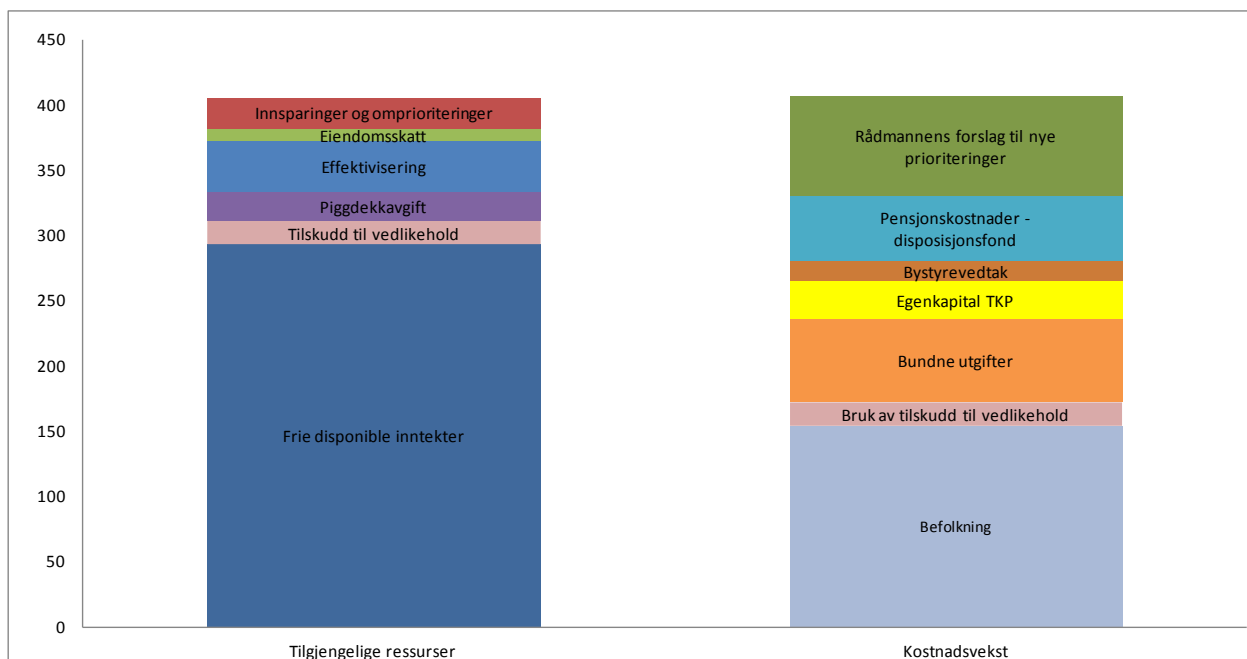 450
400
350
300
250
200
150
100
50
0
Innsparinger og omprioriteringer
Eiendomsskatt
Effektivisering
Piggdekkavgift
Tilskudd til vedlikehold
Frie disponible inntekter
Rådmannens forslag til nye
prioriteringer
Pensjonskostnader -
disposisjonsfond
Bystyrevedtak
Egenkapital TKP
Bundne utgifter
Bruk av tilskudd til vedlikehold
Befolkning
Tilgjengelige ressurser
Kostnadsvekst